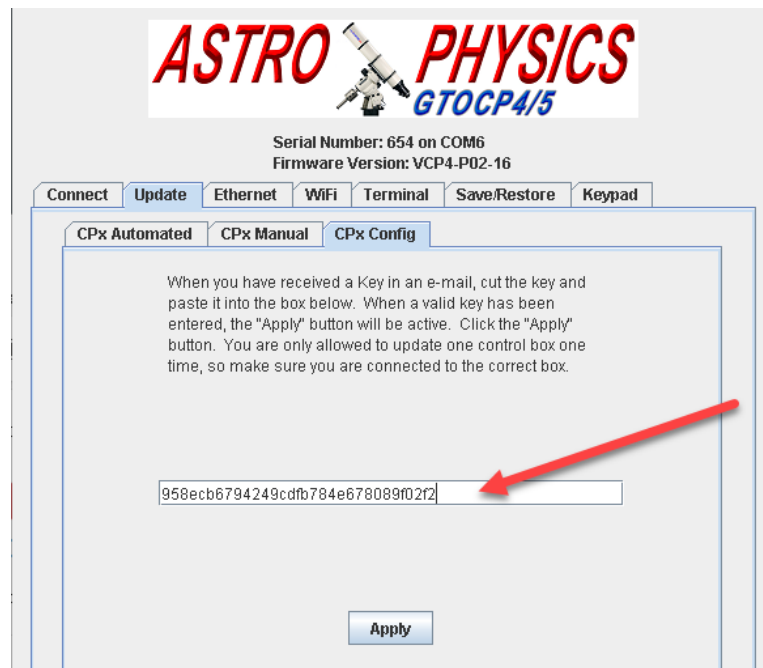 ASTRO PHYSICS
GTOCP4/5
Serial Number: 654 on COM6
Firmware Version: VCP4-P02-16
Connect Update Ethernet WiFi Terminal Save/Restore Keypad
CPx Automated CPx Manual CPx Config
When you have received a Key in an e-mail, cut the key and
paste it into the box below. When a valid key has been
entered, the "Apply" button will be active. Click the "Apply"
button. You are only allowed to update one control box one
time, so make sure you are connected to the correct box.
958ecb6794249cdfb784e678089f02f2
Apply